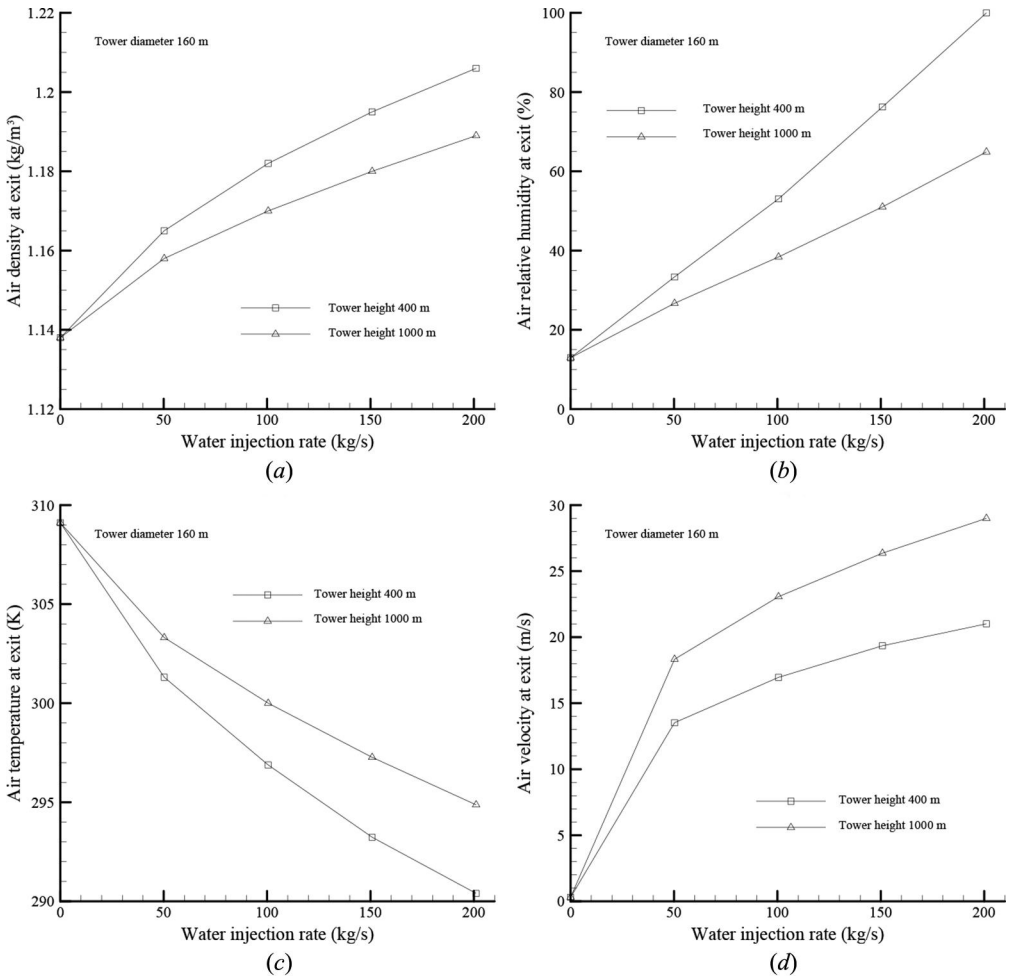 1.22
1.2
1.18
1.16
1.14
1.12
Air density at exit (kg/m³)
Tower diameter 160 m
Tower height 400 m
Tower height 1000 m
0
50
100
150
200
Water injection rate (kg/s)
(a)
100
80
60
40
20
0
Air relative humidity at exit (%)
Tower diameter 160 m
Tower height 400 m
Tower height 1000 m
0
50
100
150
200
Water injection rate (kg/s)
(b)
310
305
300
295
290
Air temperature at exit (K)
Tower diameter 160 m
Tower height 400 m
Tower height 1000 m
0
50
100
150
200
Water injection rate (kg/s)
(c)
30
25
20
15
10
5
0
Air velocity at exit (m/s)
Tower diameter 160 m
Tower height 400 m
Tower height 1000 m
0
50
100
150
200
Water injection rate (kg/s)
(d)